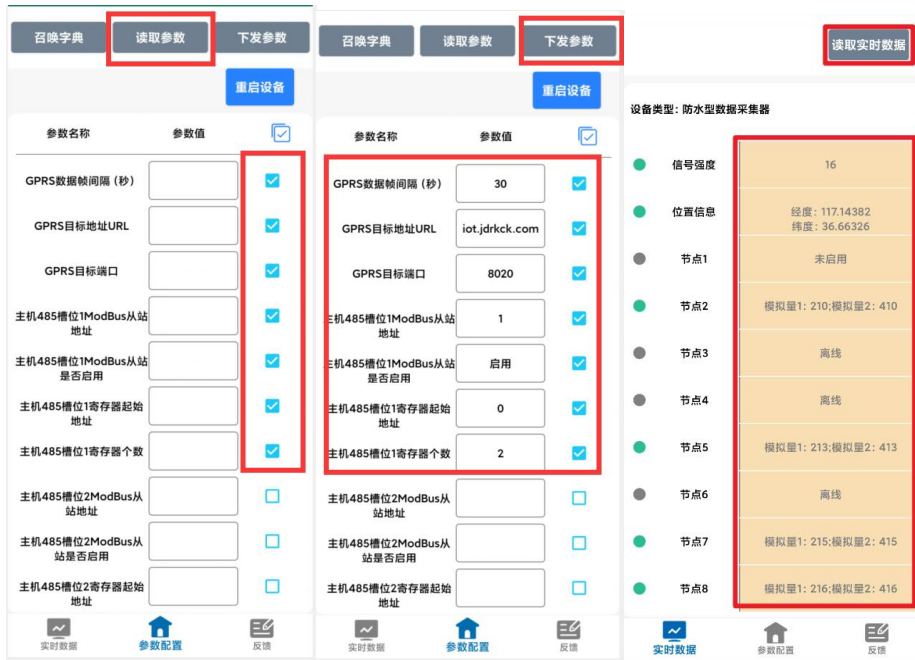 召唤字典
读取参数
下发参数
重启设备
参数名称
参数值
GPRS数据帧间隔（秒）
GPRS目标地址URL
GPRS目标端口
主机485槽位1ModBus从站
地址
主机485槽位1ModBus从站
是否启用
主机485槽位1寄存器起始
地址
主机485槽位1寄存器个数
主机485槽位2ModBus从
站地址
主机485槽位2ModBus从
站是否启用
主机485槽位2寄存器起始
地址
实时数据
参数配置
反馈
召唤字典
读取参数
下发参数
重启设备
参数名称
参数值
GPRS数据帧间隔（秒）
30
GPRS目标地址URL
iot.jdrkck.com
GPRS目标端口
8020
主机485槽位1ModBus从站
地址
1
主机485槽位1ModBus从站
是否启用
启用
主机485槽位1寄存器起始
地址
0
主机485槽位1寄存器个数
2
主机485槽位2ModBus从
站地址
主机485槽位2ModBus从
站是否启用
主机485槽位2寄存器起始
地址
实时数据
参数配置
反馈
读取实时数据
设备类型：防水型数据采集器
信号强度
16
位置信息
经度：117.14382
纬度：36.66326
节点1
未启用
节点2
模拟量1：210;模拟量2：410
节点3
离线
节点4
离线
节点5
模拟量1：213;模拟量2：413
节点6
离线
节点7
模拟量1：215;模拟量2：415
节点8
模拟量1：216;模拟量2：416
实时数据
参数配置
反馈